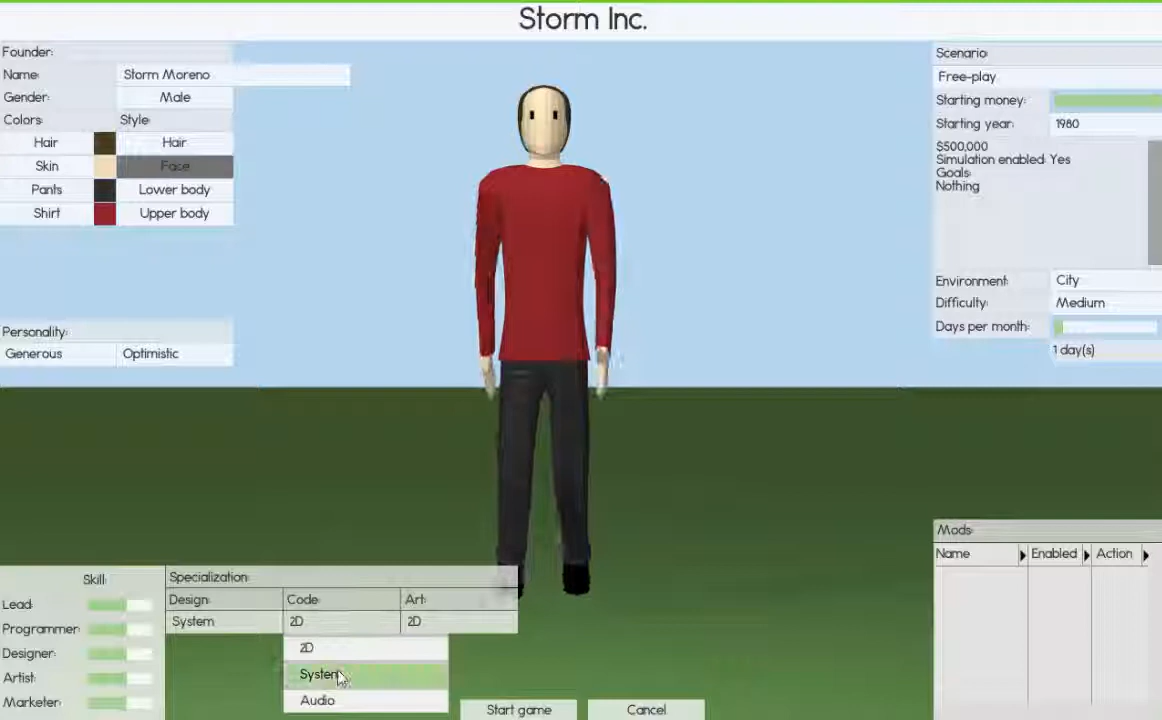 Storm Inc.
Founder:
Name: Storm Moreno
Gender: Male
Colors: Style:
Hair Hair
Skin Face
Pants Lower body
Shirt Upper body
Personality:
Generous Optimistic
Scenario:
Free-play
Starting money:
Starting year: 1980
$500,000
Simulation enabled: Yes
Goals:
Nothing
Environment: City
Difficulty: Medium
Days per month:
1 day(s)
Mods:
Name Enabled Action
Skill:
Lead:
Programmer:
Designer:
Artist:
Marketer:
Specialization:
Design: Code: Art:
System 2D 2D
2D
System
Audio
Start game Cancel